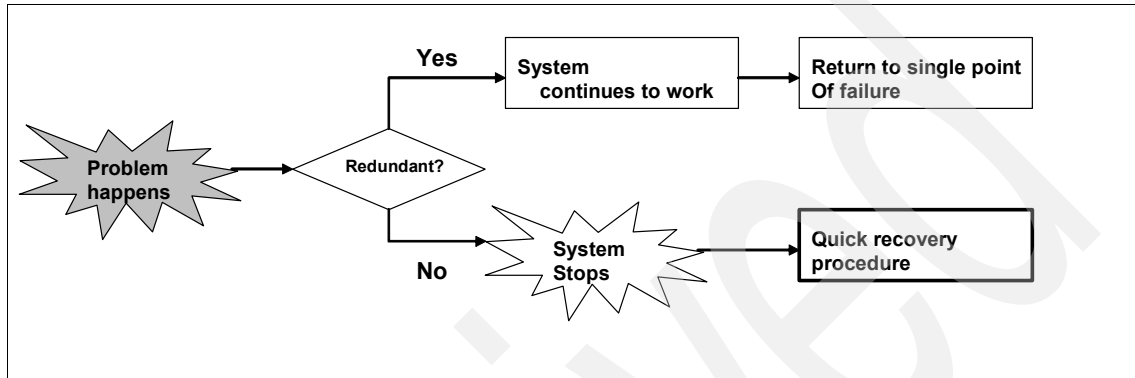 Problem
happens
Redundant?
Yes
System
continues to work
Return to single point
Of failure
No
System
Stops
Quick recovery
procedure